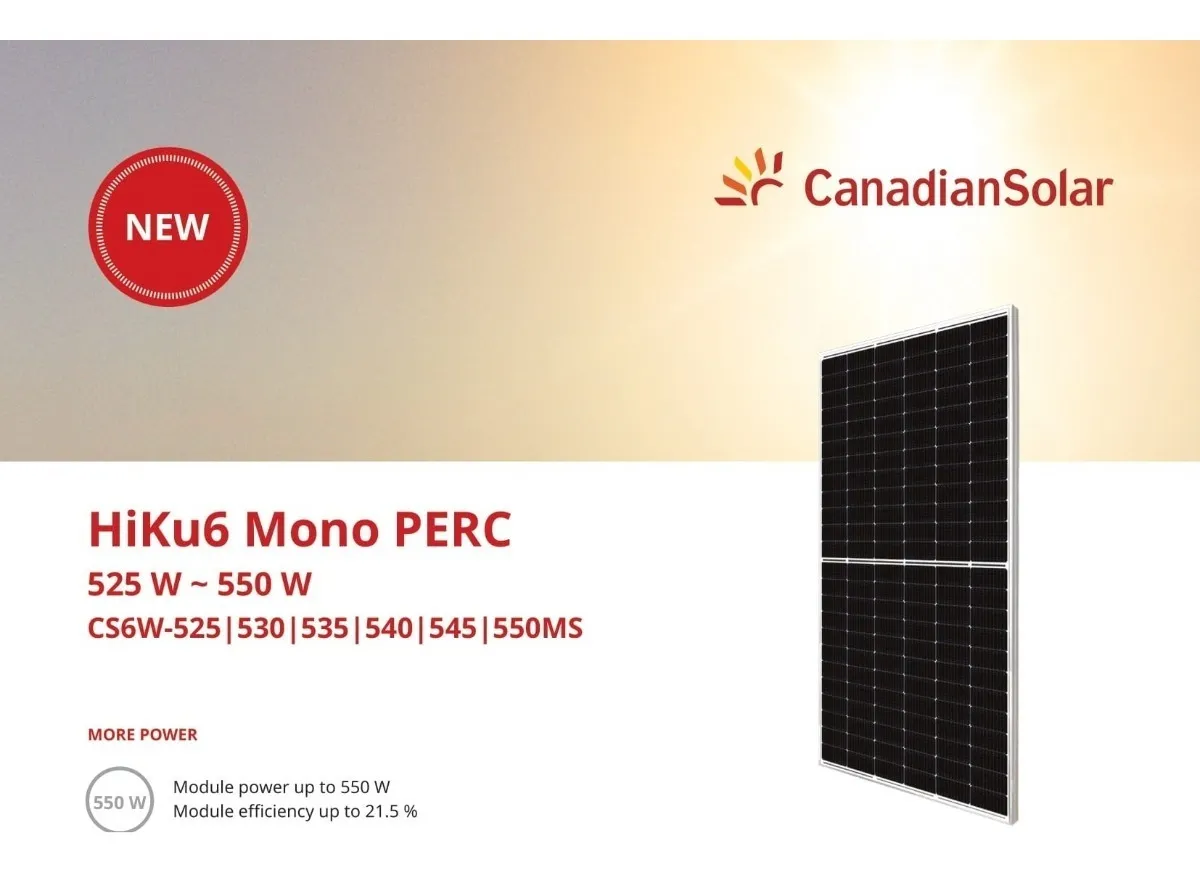 NEW
CanadianSolar
HiKu6 Mono PERC
525 W ~ 550 W
CS6W-525|530|535|540|545|550MS
MORE POWER
550 W
Module power up to 550 W
Module efficiency up to 21.5 %